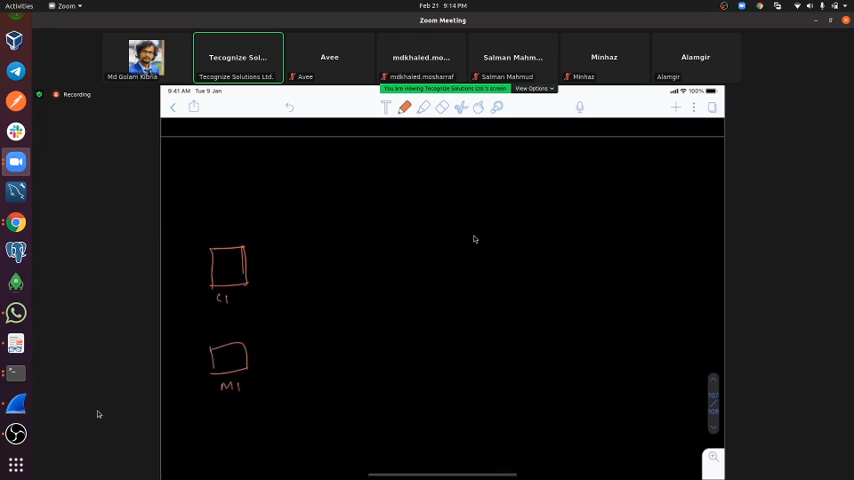 Activities
Zoom
Feb 21 9:14 PM
Zoom Meeting
Tecognize Sol...
Avee
mdkhaled.mo...
Salman Mahm...
Minhaz
Alamgir
Md Golam Kibria
Tecognize Solutions Ltd.
Avee
mdkhaled.mosharraf
Salman Mahmud
Minhaz
Alamgir
You are viewing Tecognize Solutions Ltd.'s screen
View Options
Recording
9:41 AM Tue 9 Jan
100%
C1
M1
107
108